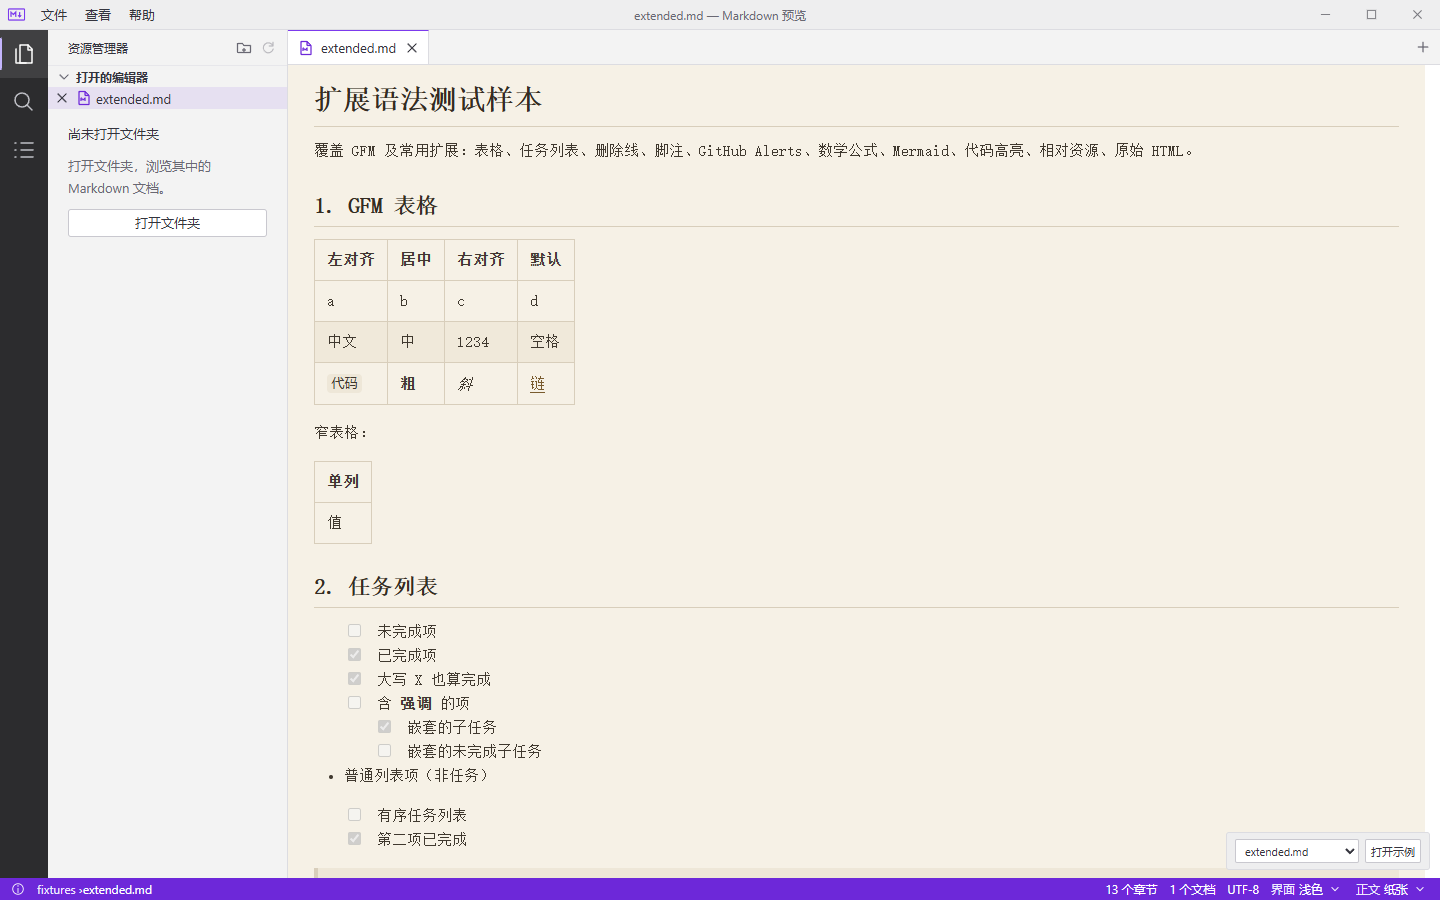 文件 查看 帮助
extended.md — Markdown 预览
资源管理器
打开的编辑器
extended.md
尚未打开文件夹
打开文件夹，浏览其中的
Markdown 文档。
打开文件夹
extended.md
扩展语法测试样本
覆盖 GFM 及常用扩展：表格、任务列表、删除线、脚注、GitHub Alerts、数学公式、Mermaid、代码高亮、相对资源、原始 HTML。
1. GFM 表格
左对齐 居中 右对齐 默认
a b c d
中文 中 1234 空格
代码 粗 斜 链
窄表格：
单列
值
2. 任务列表
未完成项
已完成项
大写 X 也算完成
含 强调 的项
嵌套的子任务
嵌套的未完成子任务
• 普通列表项（非任务）
有序任务列表
第二项已完成
extended.md 打开示例
fixtures ›extended.md
13 个章节 1 个文档 UTF-8 界面 浅色 正文 纸张